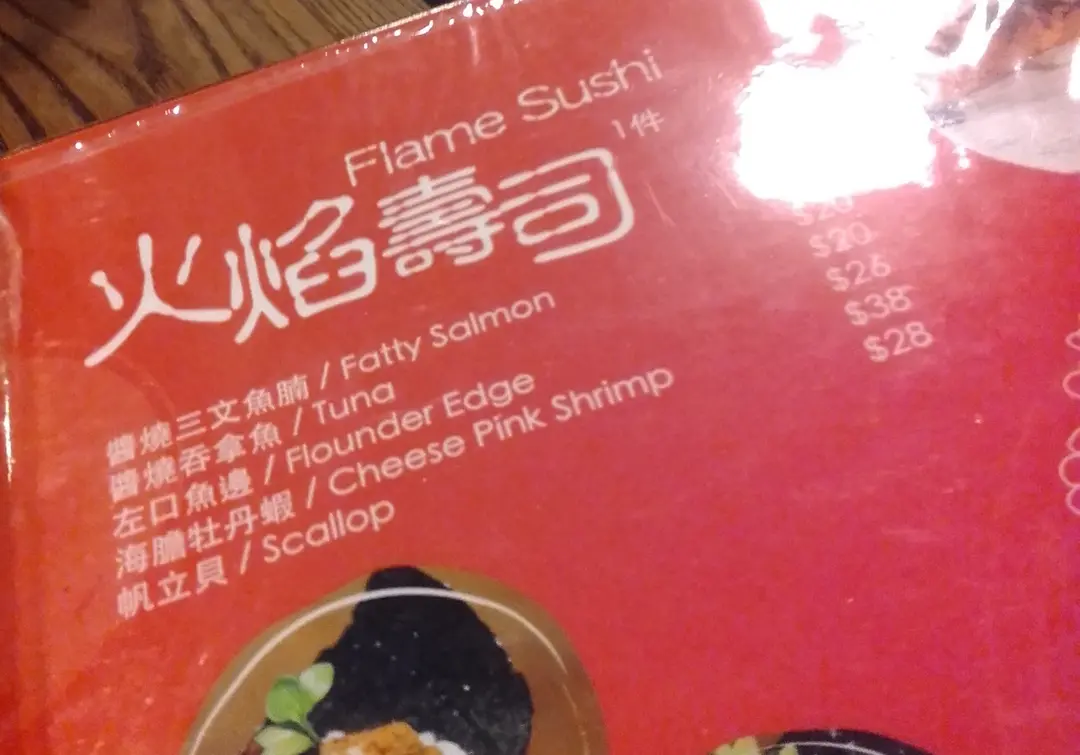 Flame Sushi
火焰壽司 1件
醬燒三文魚腩 / Fatty Salmon $20
醬燒吞拿魚 / Tuna $20
左口魚邊 / Flounder Edge $26
海膽牡丹蝦 / Cheese Pink Shrimp $38
帆立貝 / Scallop $28